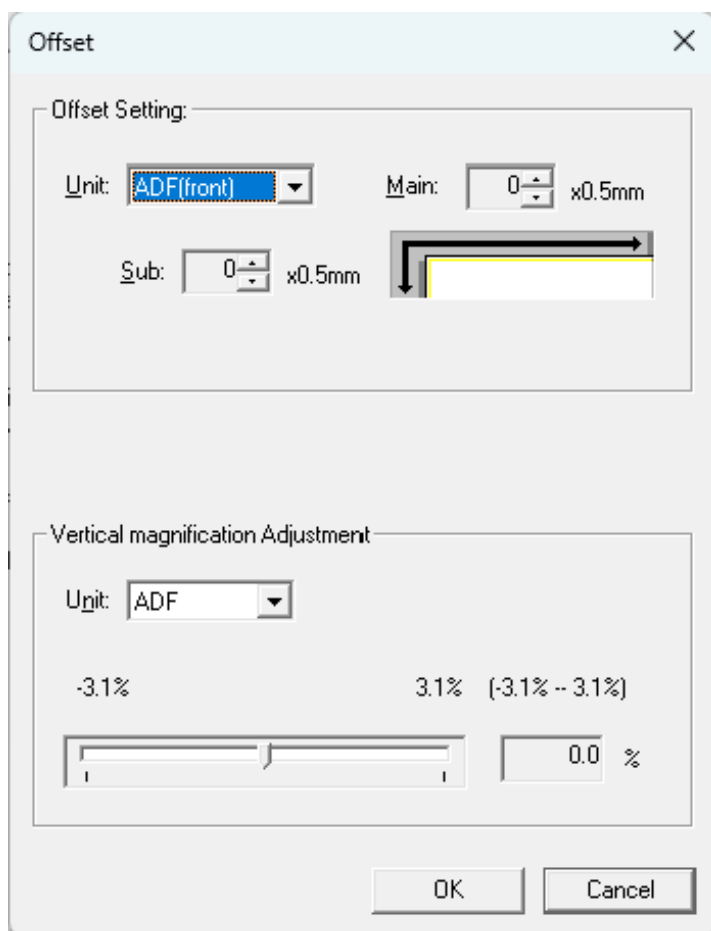 Offset
Offset Setting:
Unit: ADF(front) Main: 0 x0.5mm
Sub: 0 x0.5mm
Vertical magnification Adjustment
Unit: ADF
-3.1% 3.1% (-3.1% -- 3.1%)
0.0 %
OK Cancel